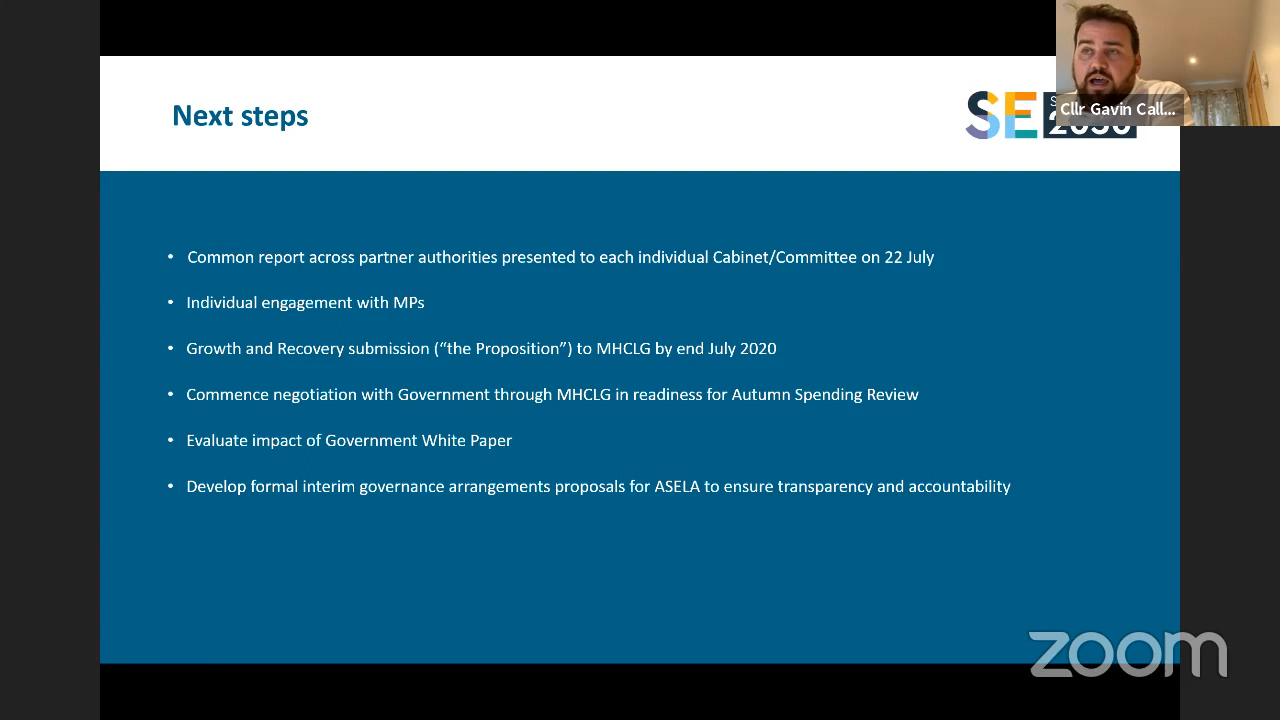 Next steps
SE
Cllr Gavin Call...
• Common report across partner authorities presented to each individual Cabinet/Committee on 22 July
• Individual engagement with MPs
• Growth and Recovery submission (“the Proposition”) to MHCLG by end July 2020
• Commence negotiation with Government through MHCLG in readiness for Autumn Spending Review
• Evaluate impact of Government White Paper
• Develop formal interim governance arrangements proposals for ASELA to ensure transparency and accountability
zoom